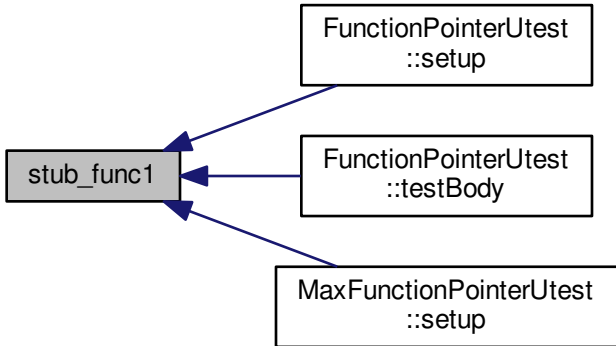 FunctionPointerUtest
::setup
stub_func1
FunctionPointerUtest
::testBody
MaxFunctionPointerUtest
::setup